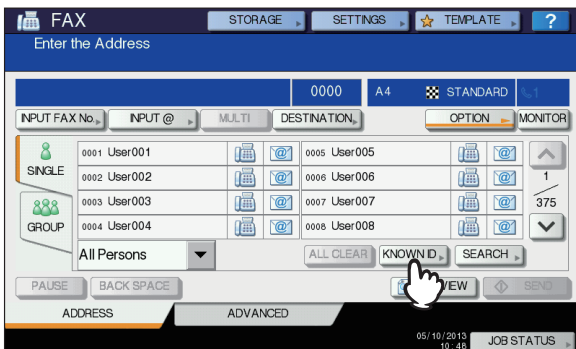 FAX STORAGE SETTINGS TEMPLATE ?
Enter the Address
0000 A4 STANDARD 1
INPUT FAX No. INPUT @ MULTI DESTINATION OPTION MONITOR
SINGLE
0001 User001 0005 User005
0002 User002 0006 User006
1
GROUP
0003 User003 0007 User007
375
0004 User004 0008 User008
All Persons ALL CLEAR KNOWN ID SEARCH
PAUSE BACK SPACE SEND
ADDRESS ADVANCED
05/10/2013
10:48
JOB STATUS